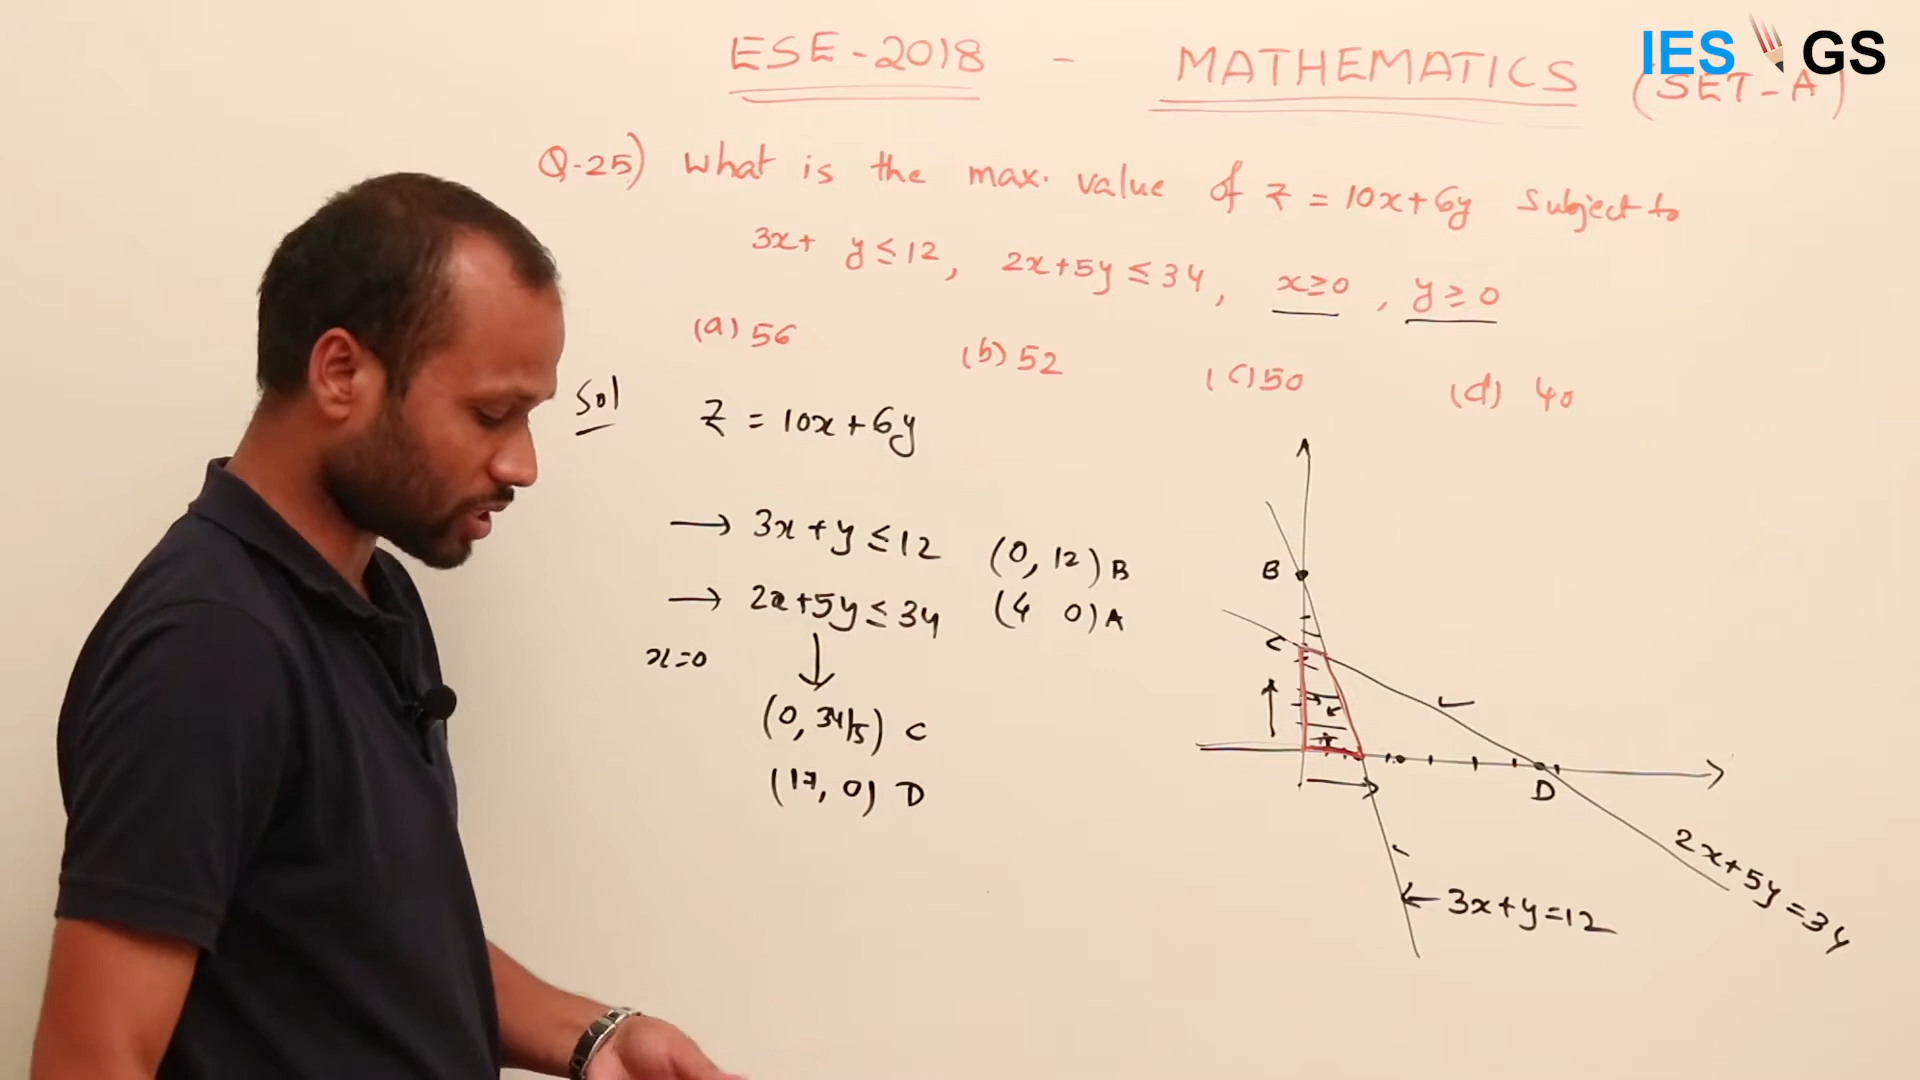 IES GS
ESE-2018 - MATHEMATICS (SET-A)
Q-25) What is the max. value of Z = 10x+6y Subject to
3x+ y ≤ 12, 2x+5y ≤ 34, x≥0, y≥0
(a) 56 (b) 52 (c) 50 (d) 40
Sol Z = 10x+6y
→ 3x+y ≤ 12 (0, 12) B
→ 2x+5y ≤ 34 (4 0) A
x=0
(0, 34/5) C
(17, 0) D
B
C
D
2x+5y=34
3x+y=12